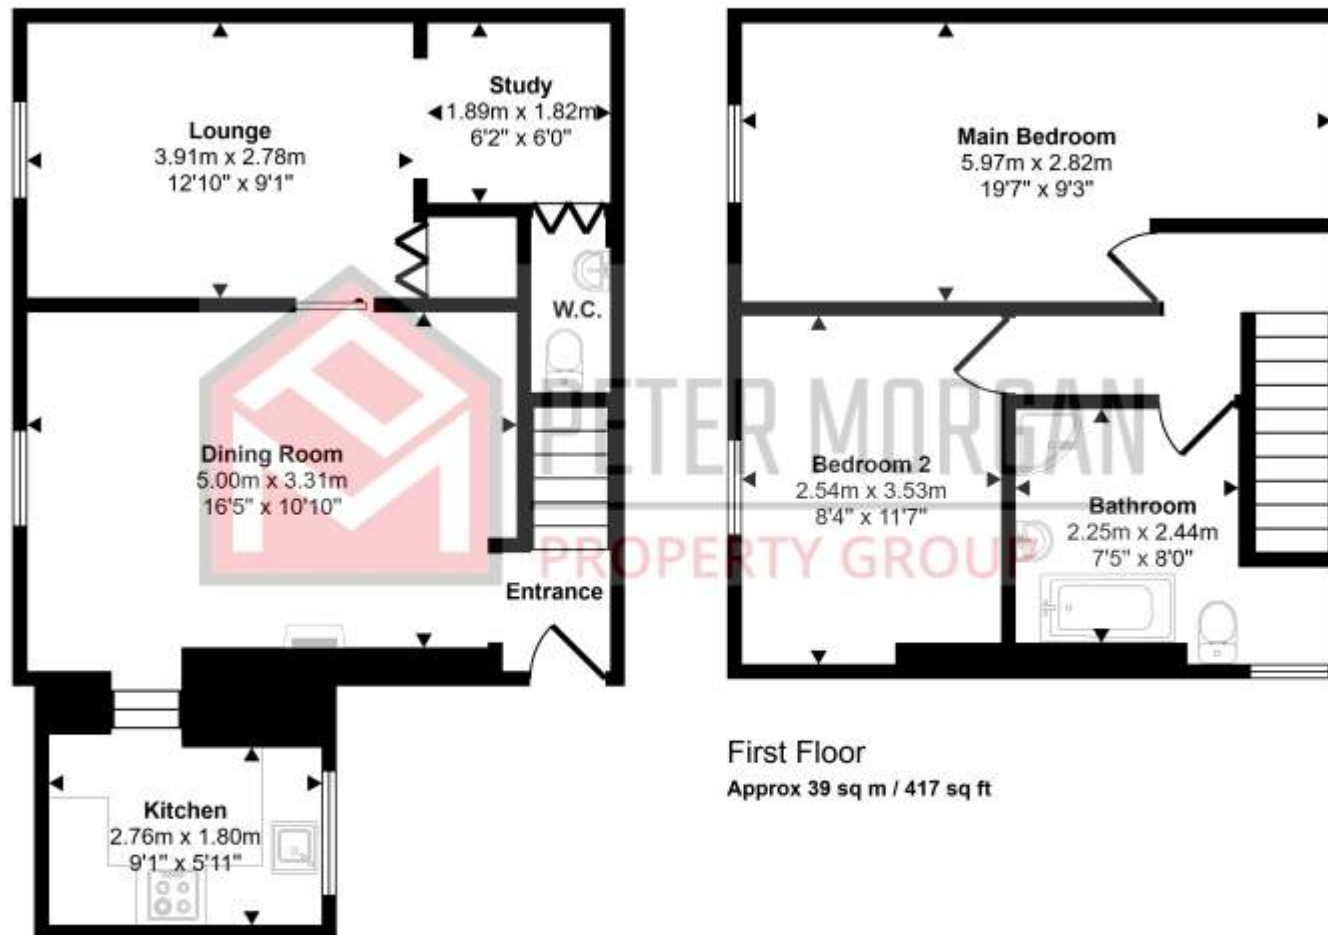 Lounge
3.91m x 2.78m
12'10" x 9'1"
Study
1.89m x 1.82m
6'2" x 6'0"
W.C.
Dining Room
5.00m x 3.31m
16'5" x 10'10"
Entrance
Kitchen
2.76m x 1.80m
9'1" x 5'11"
Main Bedroom
5.97m x 2.82m
19'7" x 9'3"
Bedroom 2
2.54m x 3.53m
8'4" x 11'7"
Bathroom
2.25m x 2.44m
7'5" x 8'0"
PETER MORGAN
PROPERTY GROUP
First Floor
Approx 39 sq m / 417 sq ft